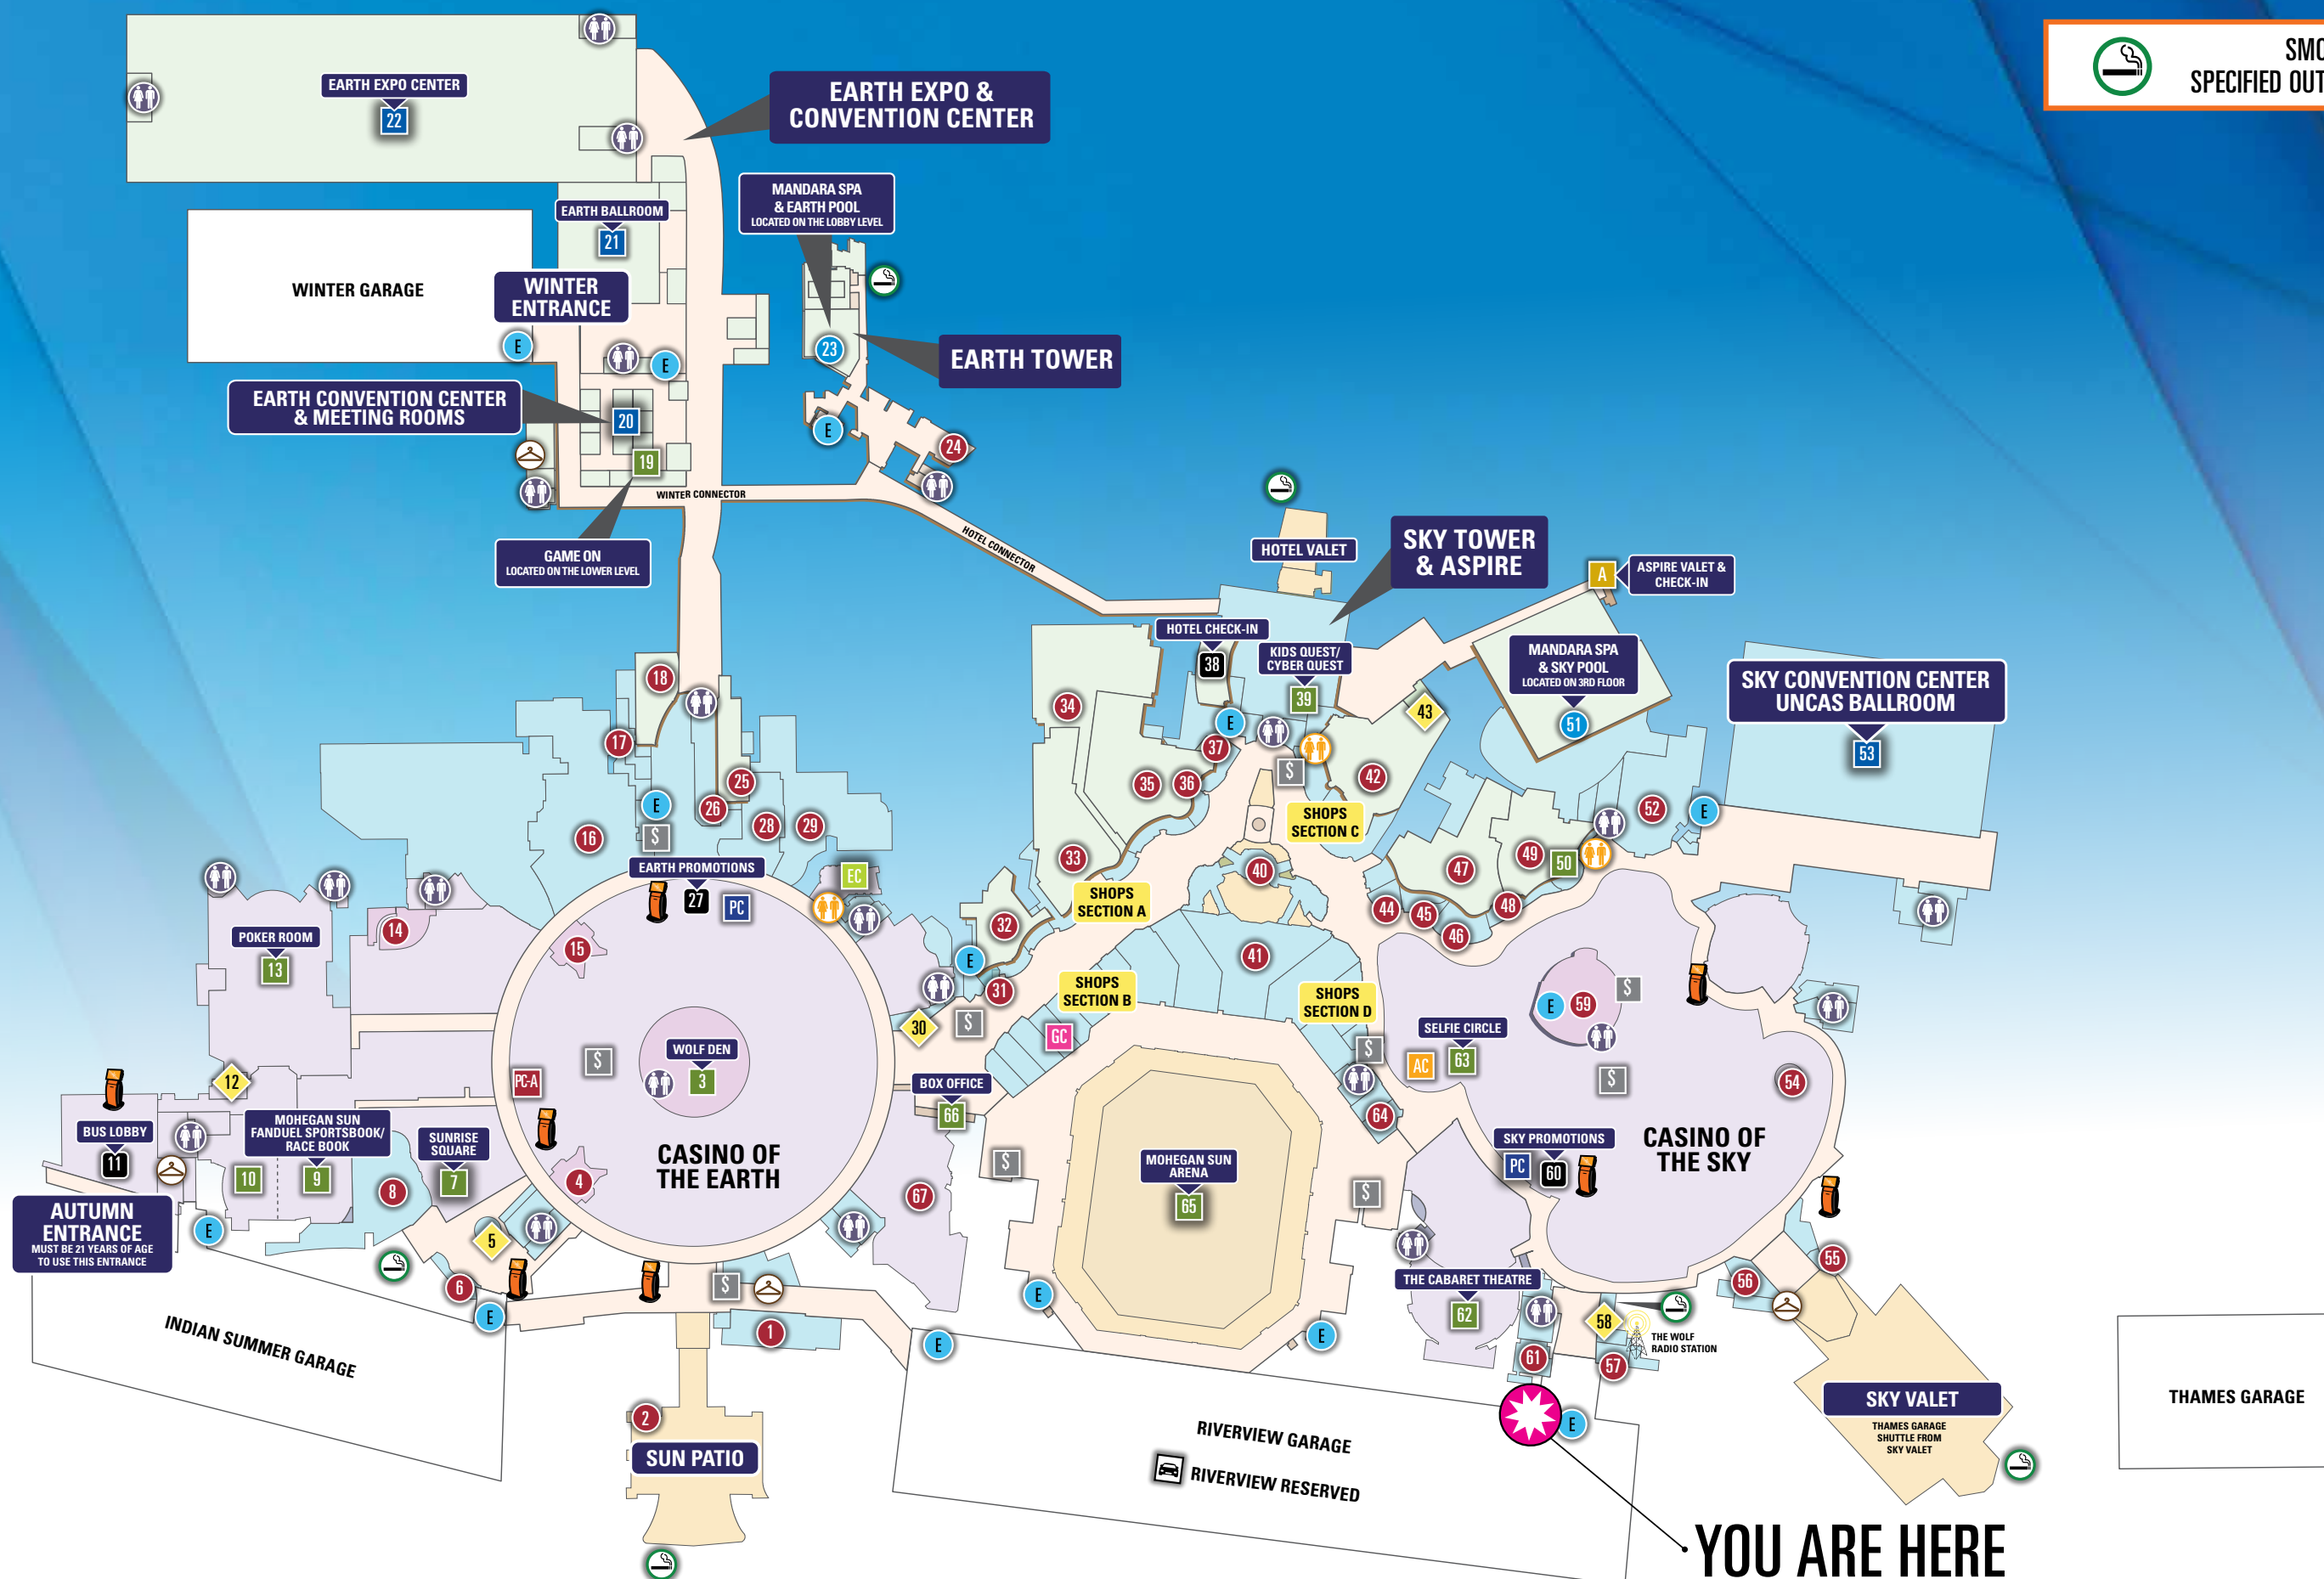 SMO
SPECIFIED OUT
EARTH EXPO CENTER
22
EARTH EXPO &
CONVENTION CENTER
MANDARA SPA
& EARTH POOL
LOCATED ON THE LOBBY LEVEL
EARTH BALLROOM
21
WINTER GARAGE
WINTER
ENTRANCE
E
E
23
EARTH TOWER
EARTH CONVENTION CENTER
& MEETING ROOMS
20
19
E
24
WINTER CONNECTOR
HOTEL CONNECTOR
GAME ON
LOCATED ON THE LOWER LEVEL
HOTEL VALET
SKY TOWER
& ASPIRE
A
ASPIRE VALET &
CHECK-IN
HOTEL CHECK-IN
38
KIDS QUEST/
CYBER QUEST
39
MANDARA SPA
& SKY POOL
LOCATED ON 3RD FLOOR
51
SKY CONVENTION CENTER
UNCAS BALLROOM
53
18
17
34
E
37
43
25
26
35
36
$
42
E
$
16
28
29
SHOPS
SECTION C
52
E
EARTH PROMOTIONS
27
PC
EC
33
40
47
49
50
SHOPS
SECTION A
44
45
46
48
14
15
32
POKER ROOM
13
E
31
41
SHOPS
SECTION B
SHOPS
SECTION D
E
59
$
30
$
GC
SELFIE CIRCLE
63
$
AC
WOLF DEN
3
$
PC-A
12
BOX OFFICE
66
$
54
64
BUS LOBBY
11
MOHEGAN SUN
FANDUEL SPORTSBOOK/
RACE BOOK
10
9
SUNRISE
SQUARE
7
8
4
CASINO OF
THE EARTH
67
$
MOHEGAN SUN
ARENA
65
$
SKY PROMOTIONS
PC
60
CASINO OF
THE SKY
AUTUMN
ENTRANCE
MUST BE 21 YEARS OF AGE
TO USE THIS ENTRANCE
E
5
6
E
$
1
E
E
E
THE CABARET THEATRE
62
58
THE WOLF
RADIO STATION
61
57
56
55
INDIAN SUMMER GARAGE
2
SUN PATIO
RIVERVIEW GARAGE
RIVERVIEW RESERVED
E
SKY VALET
THAMES GARAGE
SHUTTLE FROM
SKY VALET
THAMES GARAGE
YOU ARE HERE